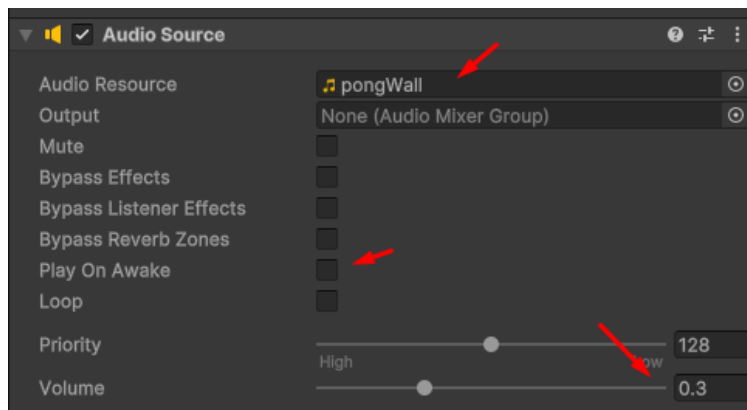 Audio Source
Audio Resource pongWall
Output None (Audio Mixer Group)
Mute
Bypass Effects
Bypass Listener Effects
Bypass Reverb Zones
Play On Awake
Loop
Priority 128
High Low
Volume 0.3